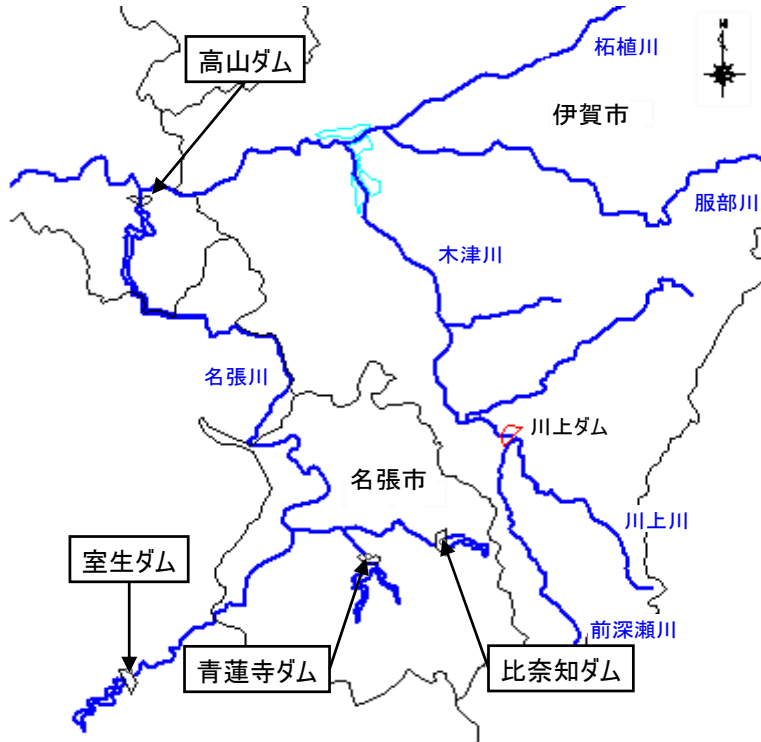 柘植川
N
高山ダム
伊賀市
服部川
木津川
名張川
川上ダム
名張市
川上川
室生ダム
前深瀬川
青蓮寺ダム
比奈知ダム